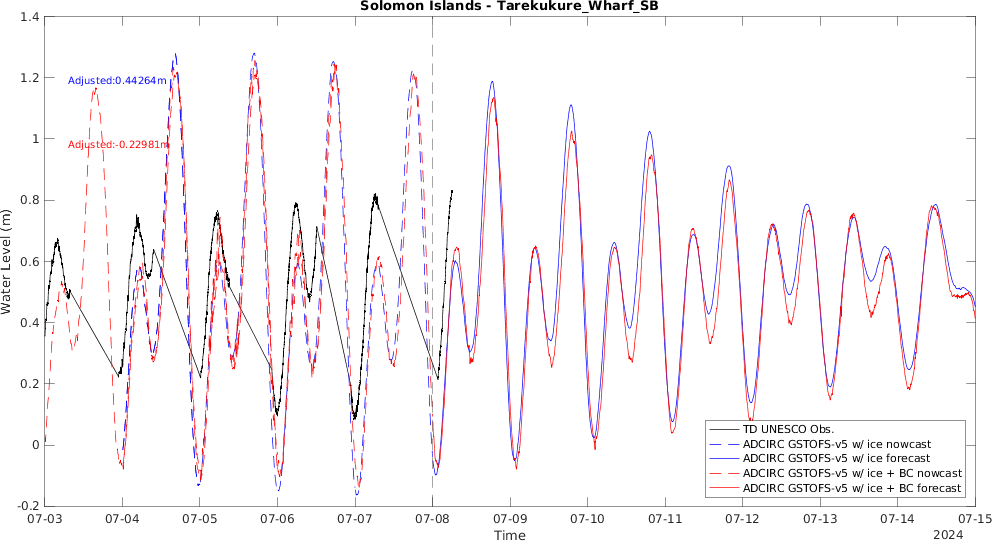 Solomon Islands - Tarekukure_Wharf_SB
1.4
1.2
1
0.8
0.6
0.4
0.2
0
-0.2
Water Level (m)
Adjusted:0.44264m
Adjusted:-0.22981m
TD UNESCO Obs.
ADCIRC GSTOFS-v5 w/ ice nowcast
ADCIRC GSTOFS-v5 w/ ice forecast
ADCIRC GSTOFS-v5 w/ ice + BC nowcast
ADCIRC GSTOFS-v5 w/ ice + BC forecast
07-03 07-04 07-05 07-06 07-07 07-08 07-09 07-10 07-11 07-12 07-13 07-14 07-15
Time
2024